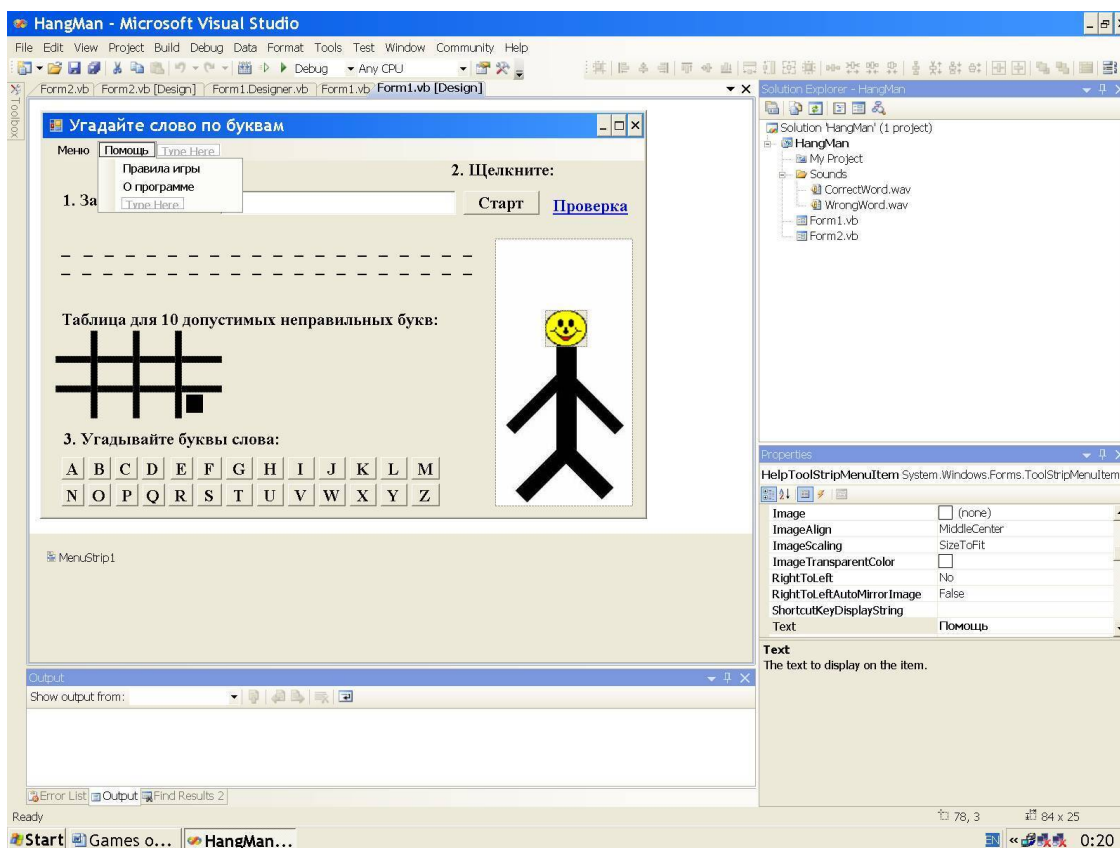 HangMan - Microsoft Visual Studio
File Edit View Project Build Debug Data Format Tools Test Window Community Help
Debug Any CPU
Toolbox
Form2.vb Form2.vb [Design] Form1.Designer.vb Form1.vb Form1.vb [Design]
Угадайте слово по буквам
Меню Помощь Type Here
Правила игры
О программе
Type Here
2. Щелкните:
1. За
Старт Проверка
Таблица для 10 допустимых неправильных букв:
3. Угадывайте буквы слова:
A B C D E F G H I J K L M
N O P Q R S T U V W X Y Z
MenuStrip1
Output
Show output from:
Error List Output Find Results 2
Solution Explorer - HangMan
Solution 'HangMan' (1 project)
HangMan
My Project
Sounds
CorrectWord.wav
WrongWord.wav
Form1.vb
Form2.vb
Properties
HelpToolStripMenuItem System.Windows.Forms.ToolStripMenuItem
Image (none)
ImageAlign MiddleCenter
ImageScaling SizeToFit
ImageTransparentColor
RightToLeft No
RightToLeftAutoMirrorImage False
ShortcutKeyDisplayString
Text Помощь
Text
The text to display on the item.
Ready 78, 3 84 x 25
Start Games o... HangMan... EN « 0:20